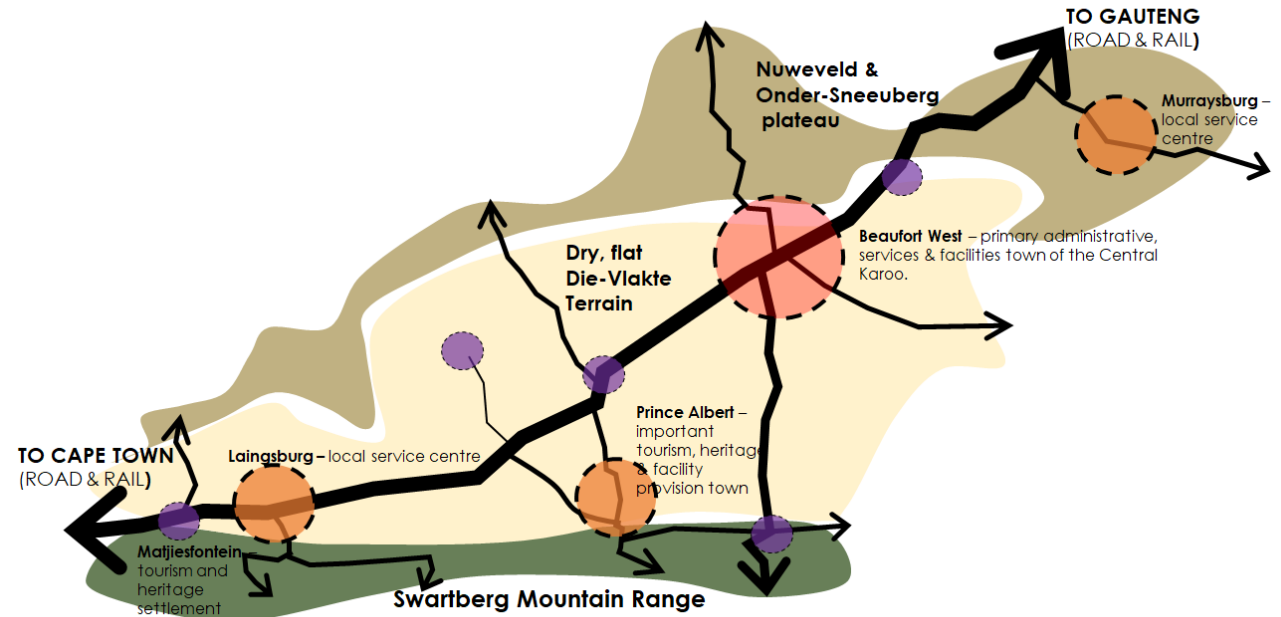 TO GAUTENG
(ROAD & RAIL)
Nuweveld &
Onder-Sneeuberg
plateau
Murraysburg –
local service
centre
Beaufort West – primary administrative,
services & facilities town of the Central
Karoo.
Dry, flat
Die-Vlakte
Terrain
Prince Albert –
important
tourism, heritage
& facility
provision town
TO CAPE TOWN
(ROAD & RAIL)
Laingsburg – local service centre
Matjiesfontein –
tourism and
heritage
settlement
Swartberg Mountain Range